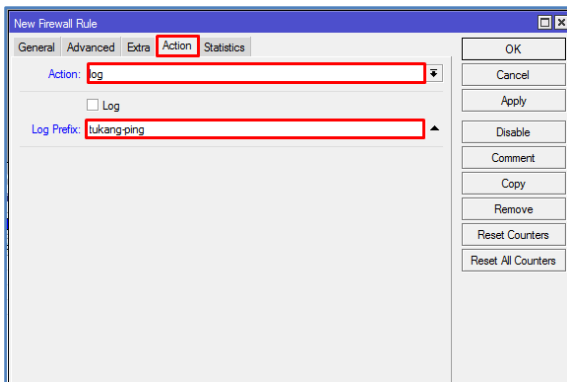 New Firewall Rule
General Advanced Extra Action Statistics
Action: log
Log
Log Prefix: tukang-ping
OK
Cancel
Apply
Disable
Comment
Copy
Remove
Reset Counters
Reset All Counters